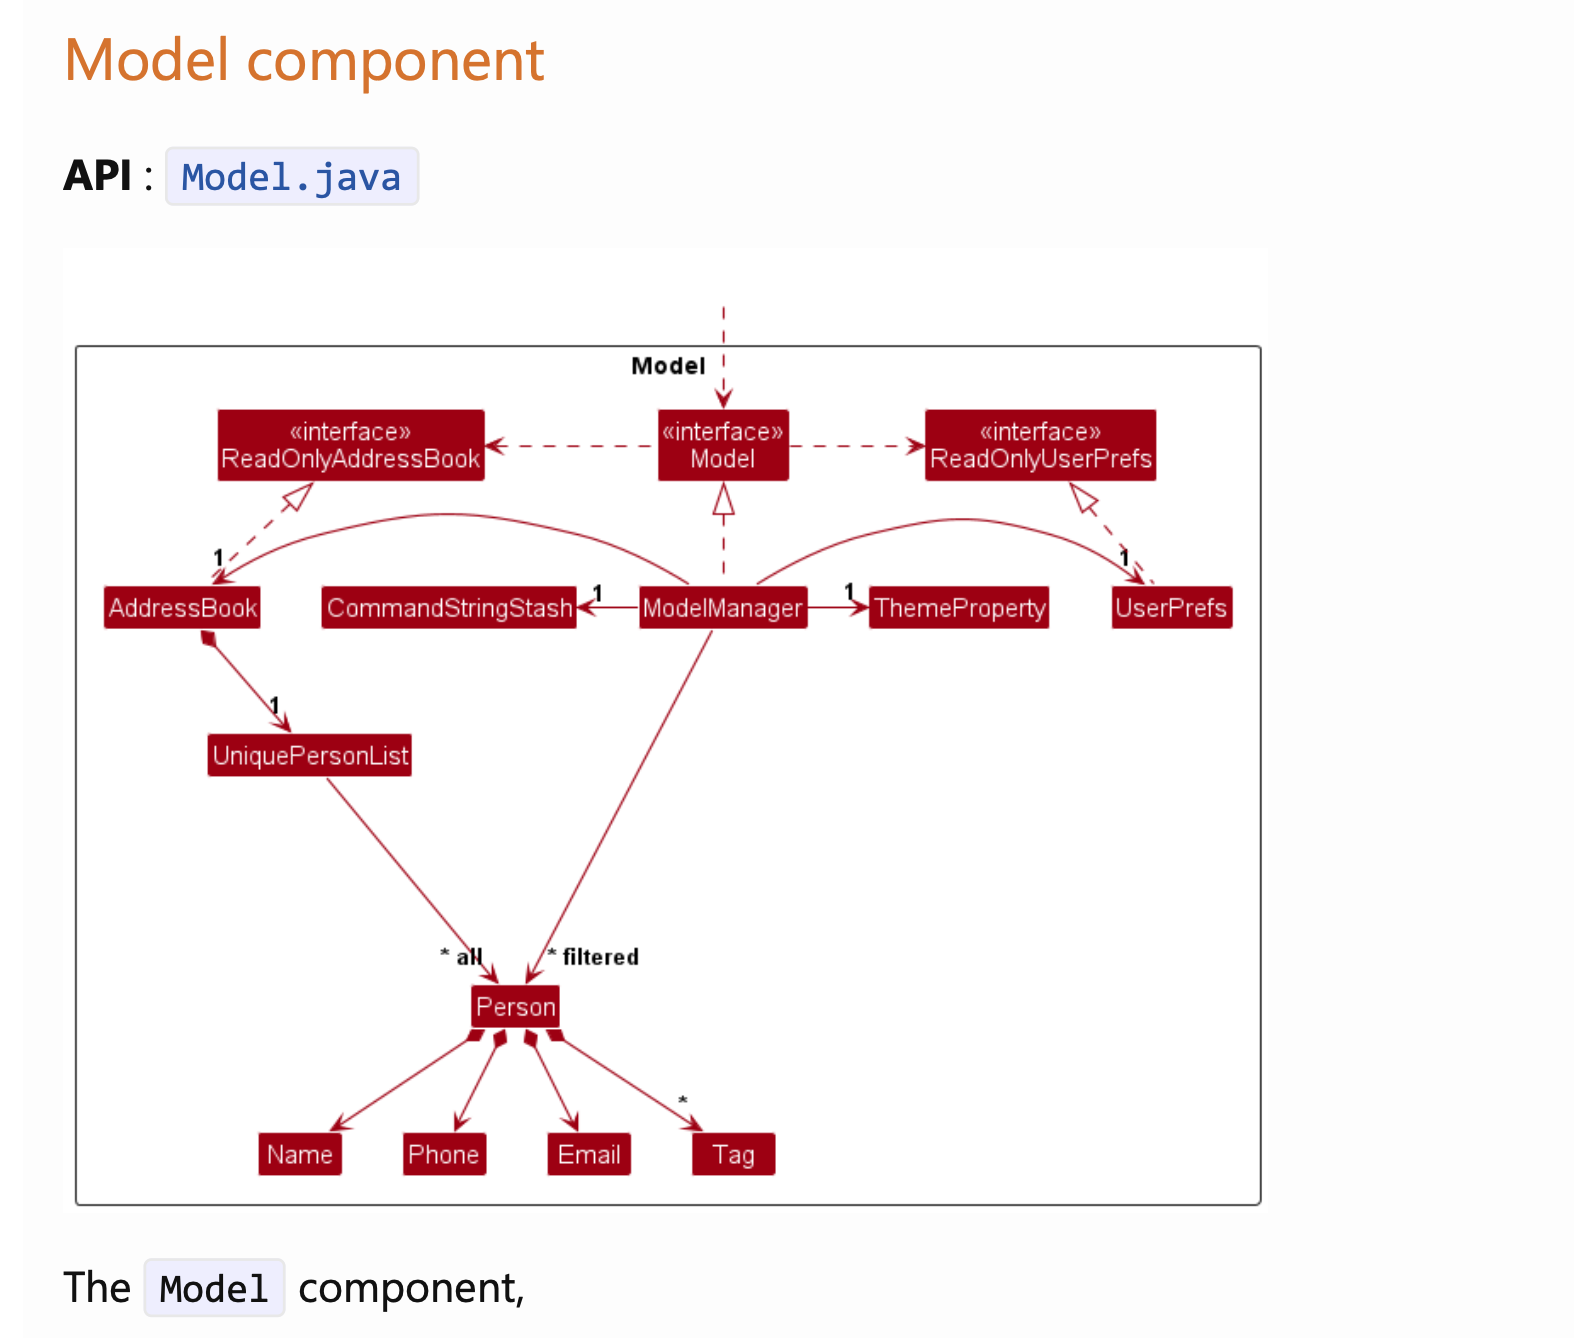 Model component
API : Model.java
Model
«interface»
ReadOnlyAddressBook
«interface»
Model
«interface»
ReadOnlyUserPrefs
1
1
AddressBook
CommandStringStash
1
ModelManager
1
ThemeProperty
UserPrefs
1
UniquePersonList
* all
* filtered
Person
*
Name
Phone
Email
Tag
The Model component,